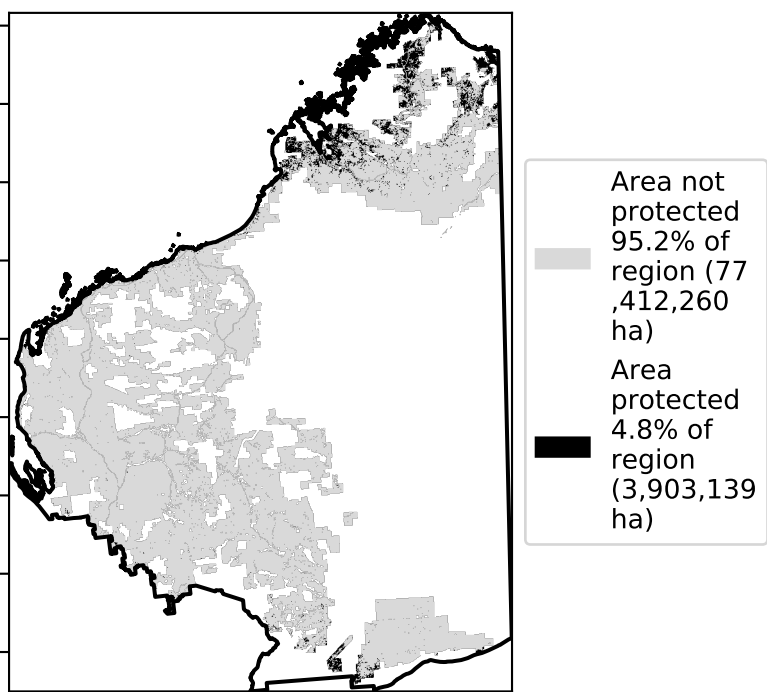 Area not
protected
95.2% of
region (77
,412,260
ha)
Area
protected
4.8% of
region
(3,903,139
ha)